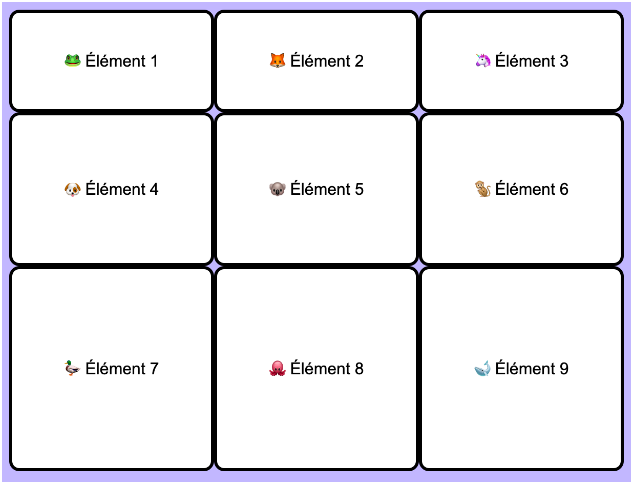 🐸 Élément 1
🦊 Élément 2
🦄 Élément 3
🐶 Élément 4
🐨 Élément 5
🐒 Élément 6
🦆 Élément 7
🐙 Élément 8
🐋 Élément 9